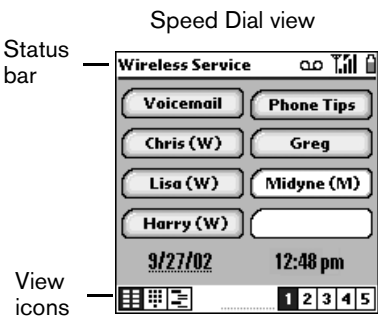 Speed Dial view
Status
bar
Wireless Service
Voicemail Phone Tips
Chris (W) Greg
Lisa (W) Midyne (M)
Harry (W)
9/27/02 12:48 pm
View
icons
1 2 3 4 5